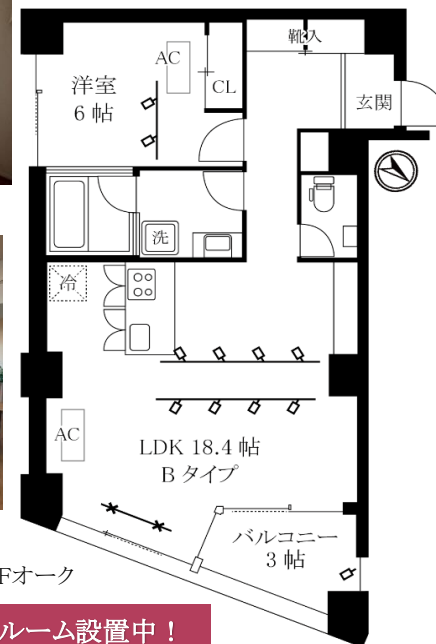 靴入
AC
洋室
6 帖
CL
玄関
洗
冷
AC
LDK 18.4 帖
B タイプ
バルコニー
3 帖
Fオーク
ルーム設置中！